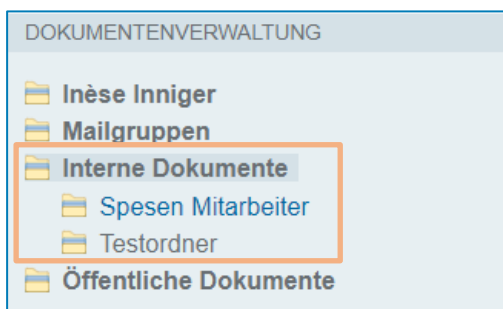 DOKUMENTENVERWALTUNG
Inèse Inniger
Mailgruppen
Interne Dokumente
Spesen Mitarbeiter
Testordner
Öffentliche Dokumente